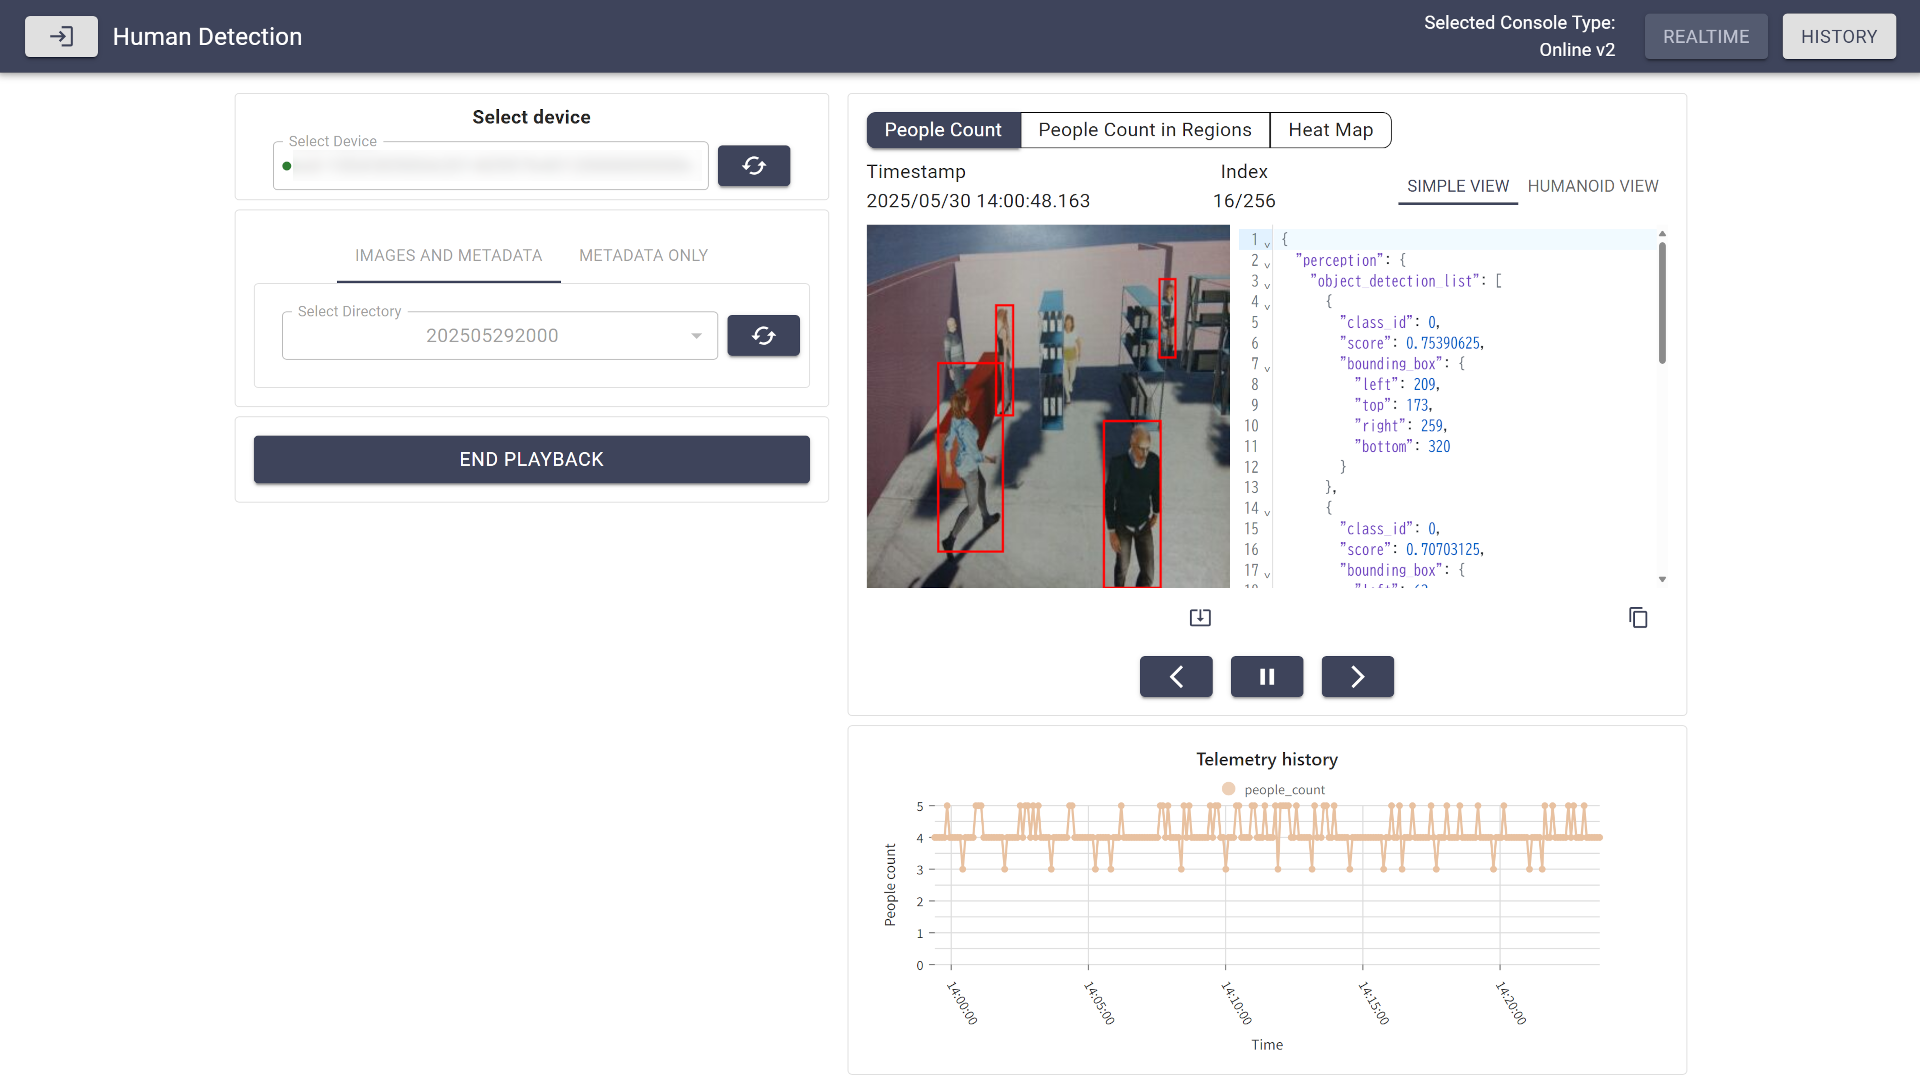 Human Detection
Selected Console Type:
Online v2
REALTIME
HISTORY
Select device
Select Device
IMAGES AND METADATA
METADATA ONLY
Select Directory
202505292000
END PLAYBACK
People Count
People Count in Regions
Heat Map
Timestamp
2025/05/30 14:00:48.163
Index
16/256
SIMPLE VIEW
HUMANOID VIEW
1 {
2 "perception": {
3 "object_detection_list": [
4 {
5 "class_id": 0,
6 "score": 0.75390625,
7 "bounding_box": {
8 "left": 209,
9 "top": 173,
10 "right": 259,
11 "bottom": 320
12 }
13 },
14 {
15 "class_id": 0,
16 "score": 0.70703125,
17 "bounding_box": {
Telemetry history
people_count
People count
5
4
3
2
1
0
14:00:00
14:05:00
14:10:00
14:15:00
14:20:00
Time